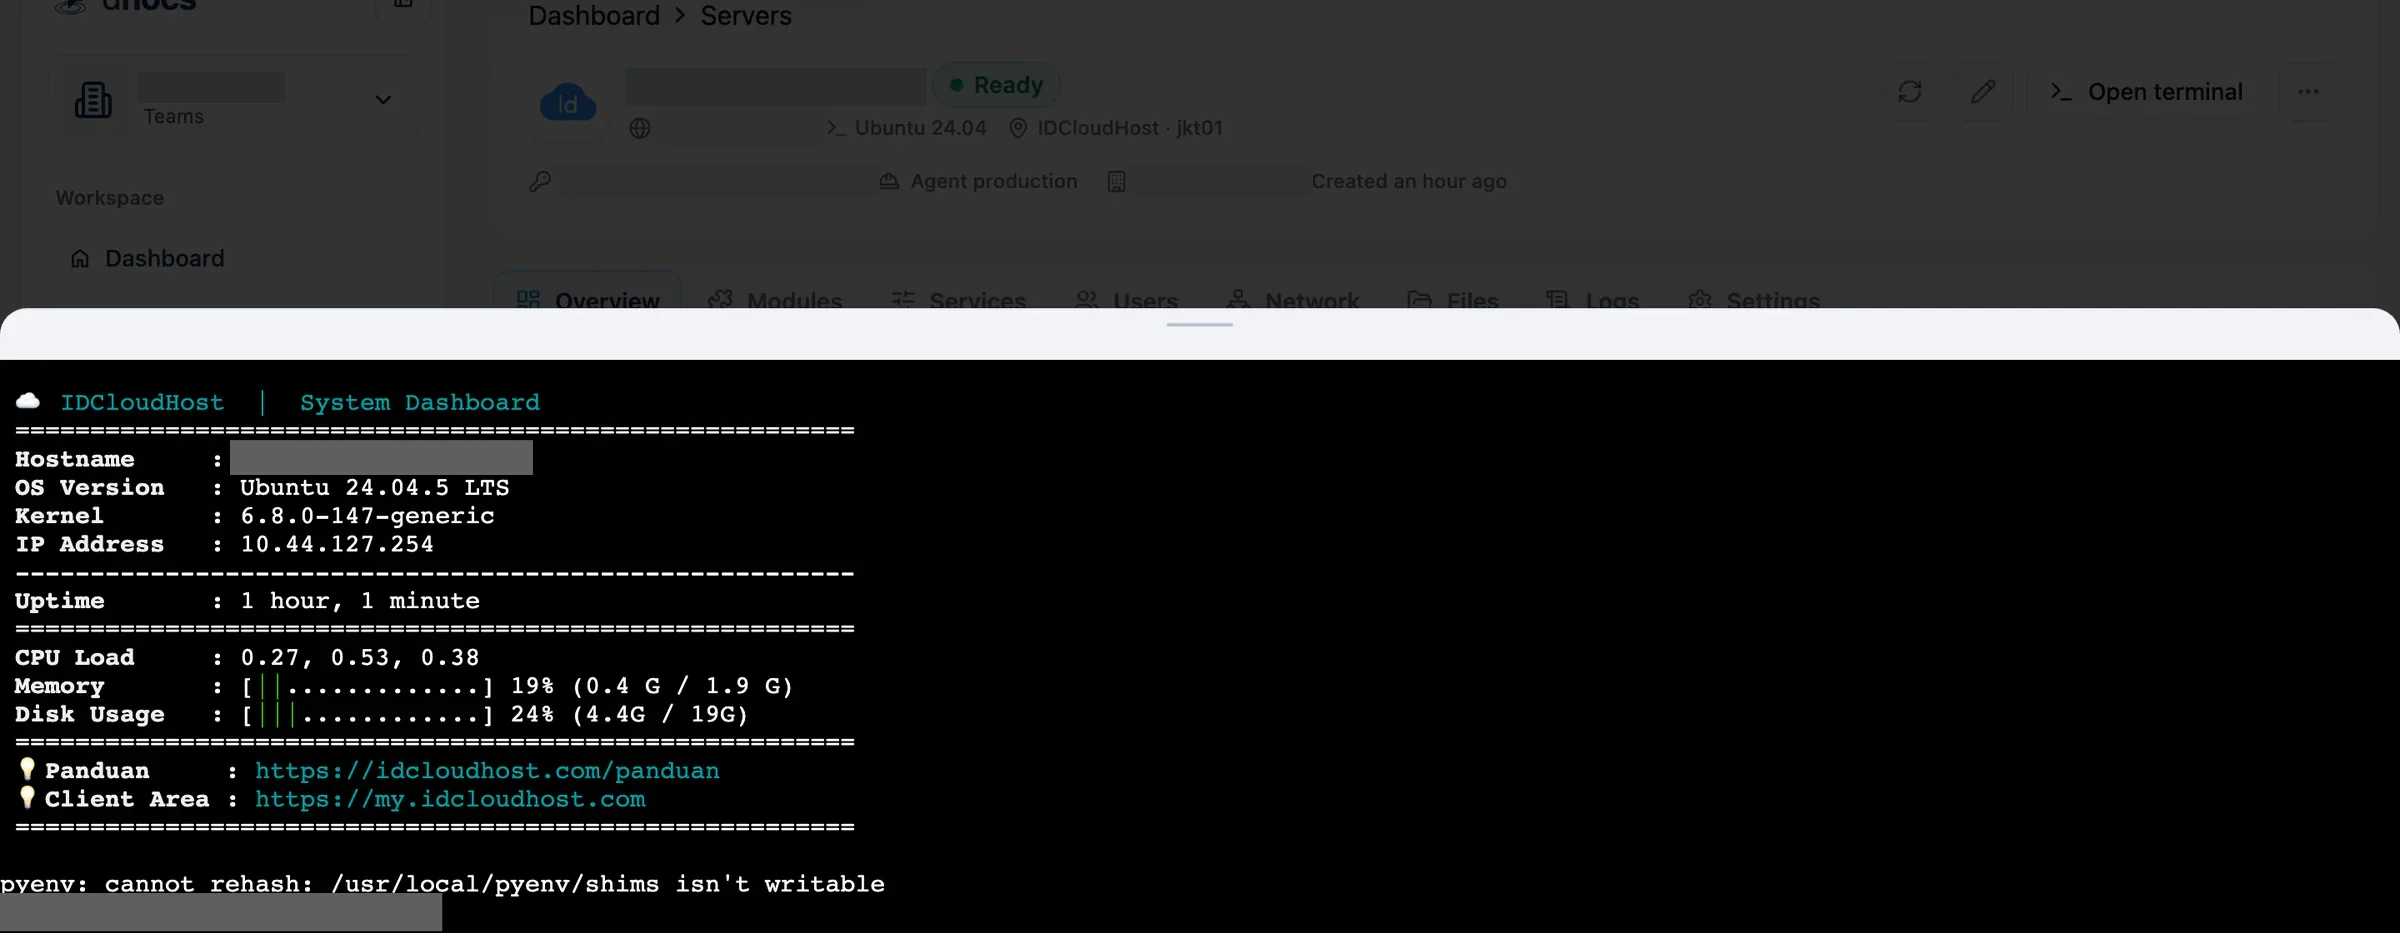 Dashboard > Servers
Teams
Id
Ready
>_ Open terminal
...
>_ Ubuntu 24.04
IDCloudHost · jkt01
Agent production
Created an hour ago
Workspace
Dashboard
Overview
Modules
Services
Users
Network
Files
Logs
Settings
IDCloudHost | System Dashboard
========================================================
Hostname :
OS Version : Ubuntu 24.04.5 LTS
Kernel : 6.8.0-147-generic
IP Address : 10.44.127.254
--------------------------------------------------------
Uptime : 1 hour, 1 minute
========================================================
CPU Load : 0.27, 0.53, 0.38
Memory : [||.............] 19% (0.4 G / 1.9 G)
Disk Usage : [|||............] 24% (4.4G / 19G)
========================================================
Panduan : https://idcloudhost.com/panduan
Client Area : https://my.idcloudhost.com
========================================================
pyenv: cannot rehash: /usr/local/pyenv/shims isn't writable